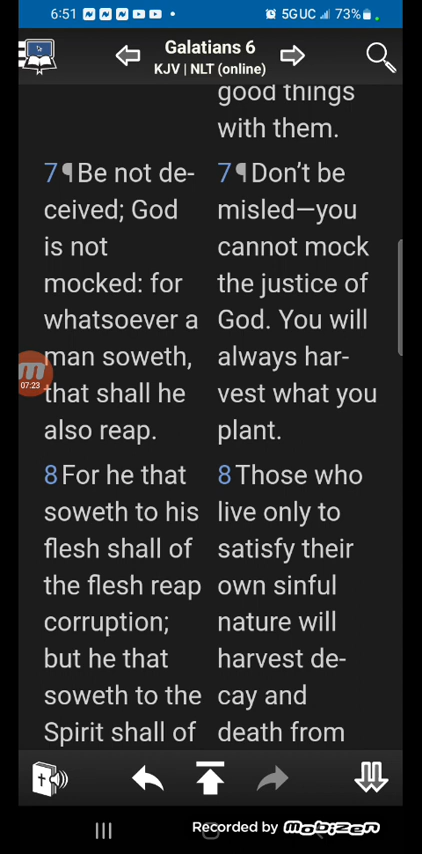 6:51 5GUC 73%
Galatians 6
KJV | NLT (online)
good things
with them.
7 ¶ Be not de-
ceived; God
is not
mocked: for
whatsoever a
man soweth,
that shall he
also reap.
8 For he that
soweth to his
flesh shall of
the flesh reap
corruption;
but he that
soweth to the
Spirit shall of
7 ¶ Don’t be
misled—you
cannot mock
the justice of
God. You will
always har-
vest what you
plant.
8 Those who
live only to
satisfy their
own sinful
nature will
harvest de-
cay and
death from
07:23
Recorded by MOBIZEN